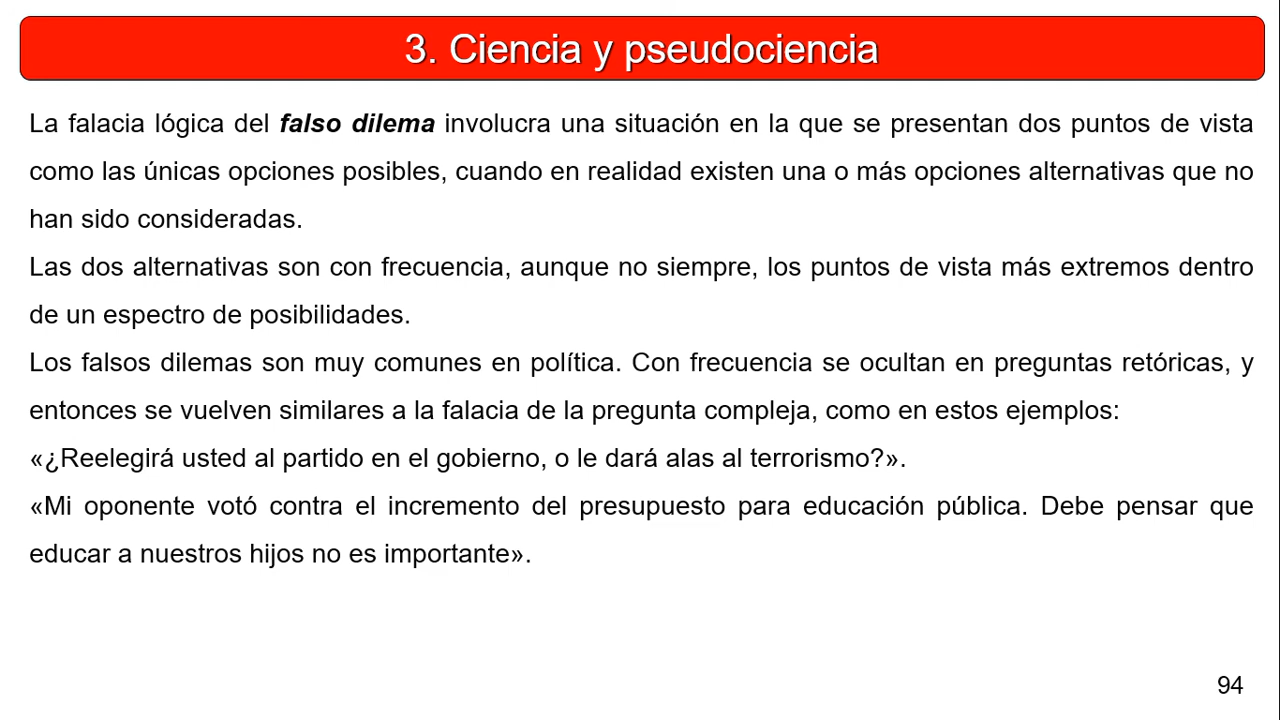 3. Ciencia y pseudociencia
La falacia lógica del falso dilema involucra una situación en la que se presentan dos puntos de vista
como las únicas opciones posibles, cuando en realidad existen una o más opciones alternativas que no
han sido consideradas.
Las dos alternativas son con frecuencia, aunque no siempre, los puntos de vista más extremos dentro
de un espectro de posibilidades.
Los falsos dilemas son muy comunes en política. Con frecuencia se ocultan en preguntas retóricas, y
entonces se vuelven similares a la falacia de la pregunta compleja, como en estos ejemplos:
«¿Reelegirá usted al partido en el gobierno, o le dará alas al terrorismo?».
«Mi oponente votó contra el incremento del presupuesto para educación pública. Debe pensar que
educar a nuestros hijos no es importante».
94